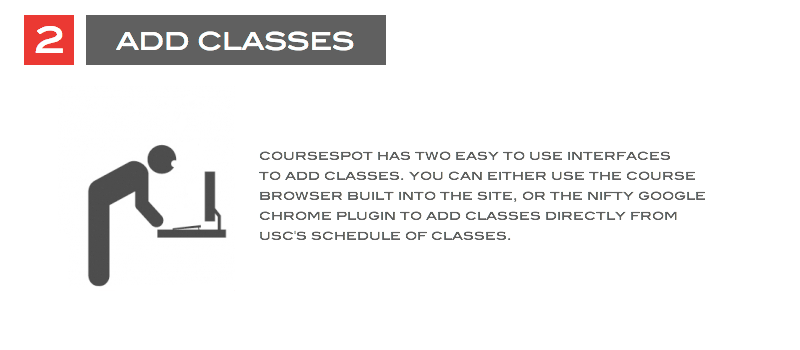 2 ADD CLASSES
COURSESPOT HAS TWO EASY TO USE INTERFACES
TO ADD CLASSES. YOU CAN EITHER USE THE COURSE
BROWSER BUILT INTO THE SITE, OR THE NIFTY GOOGLE
CHROME PLUGIN TO ADD CLASSES DIRECTLY FROM
USC'S SCHEDULE OF CLASSES.